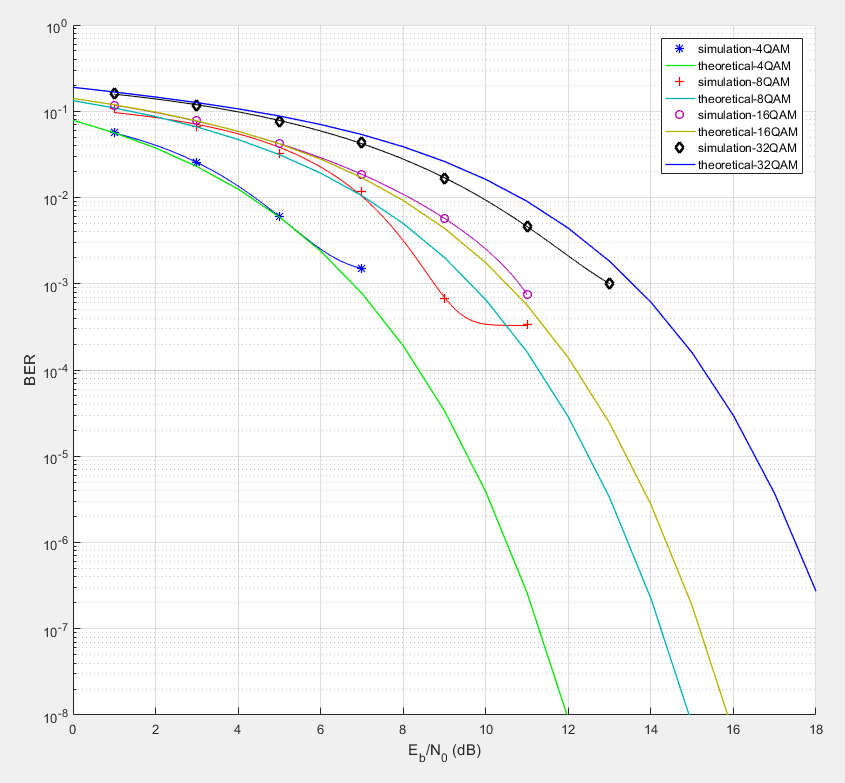 10^0
10^-1
10^-2
10^-3
10^-4
10^-5
10^-6
10^-7
10^-8
BER
simulation-4QAM
theoretical-4QAM
simulation-8QAM
theoretical-8QAM
simulation-16QAM
theoretical-16QAM
simulation-32QAM
theoretical-32QAM
0 2 4 6 8 10 12 14 16 18
E_b/N_0 (dB)